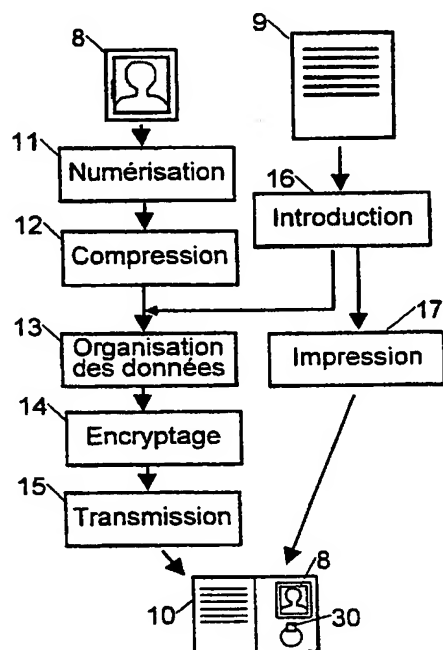 8
9
11
Numérisation
16
Introduction
12
Compression
13
Organisation
des données
17
Impression
14
Encryptage
15
Transmission
10
8
30